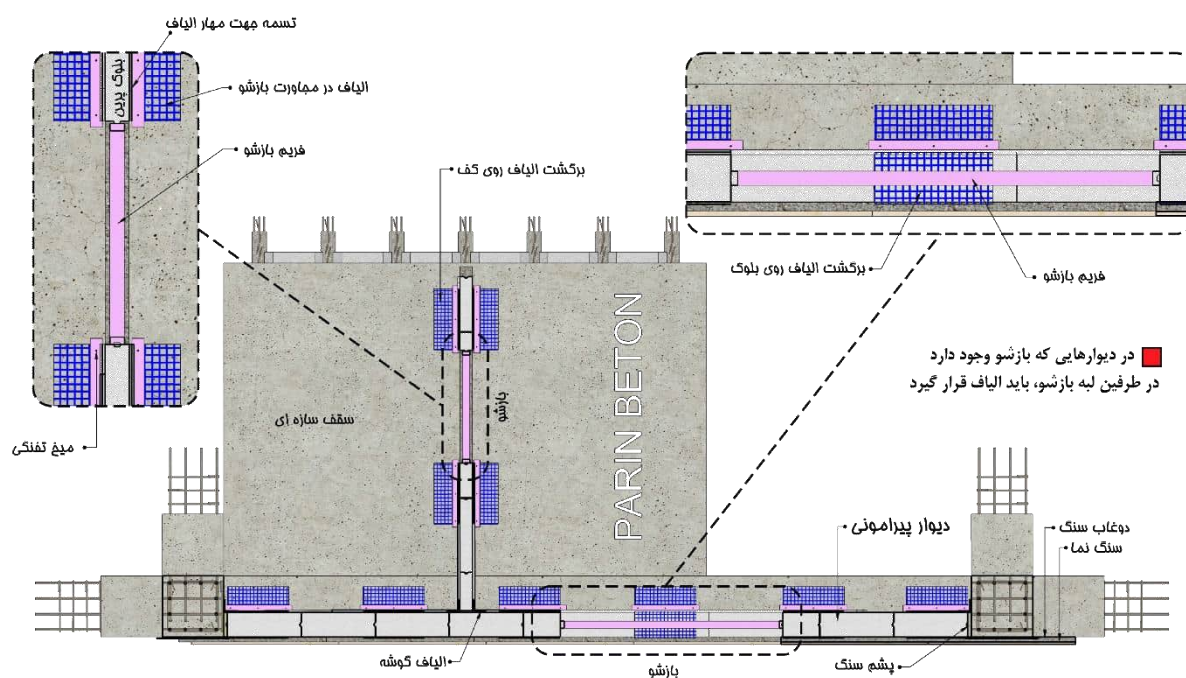 تسمه جهت مهار الیاف
بلوک پرین
الیاف در مجاورت بازشو
فریم بازشو
میخ تفنگی
برگشت الیاف روی کف
برگشت الیاف روی بلوک
فریم بازشو
در دیوارهایی که بازشو وجود دارد
در طرفین لبه بازشو، باید الیاف قرار گیرد
سقف سازه ای
بازشو
PARIN BETON
دیوار پیرامونی
دوغاب سنگ
سنگ نما
الیاف گوشه
بازشو
پشم سنگ